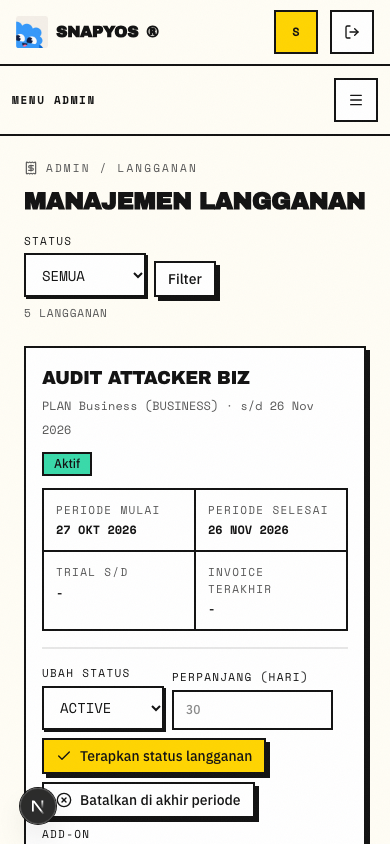 SNAPYOS ®
S
MENU ADMIN
ADMIN / LANGGANAN
MANAJEMEN LANGGANAN
STATUS
SEMUA
Filter
5 LANGGANAN
AUDIT ATTACKER BIZ
PLAN Business (BUSINESS) · s/d 26 Nov
2026
Aktif
PERIODE MULAI
27 OKT 2026
PERIODE SELESAI
26 NOV 2026
TRIAL S/D
-
INVOICE
TERAKHIR
-
UBAH STATUS
ACTIVE
PERPANJANG (HARI)
30
Terapkan status langganan
Batalkan di akhir periode
N
ADD-ON